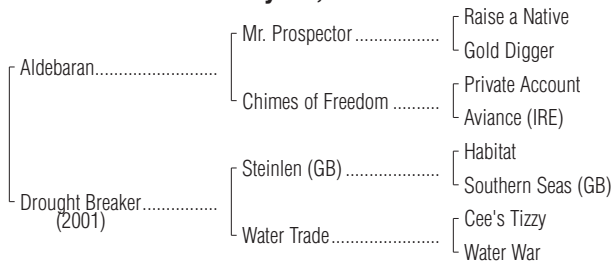 Raise a Native
Mr. Prospector..................
Gold Digger
Aldebaran..........................
Private Account
Chimes of Freedom ..........
Aviance (IRE)
Habitat
Steinlen (GB) ....................
Southern Seas (GB)
Drought Breaker................
(2001)
Cee's Tizzy
Water Trade.......................
Water War